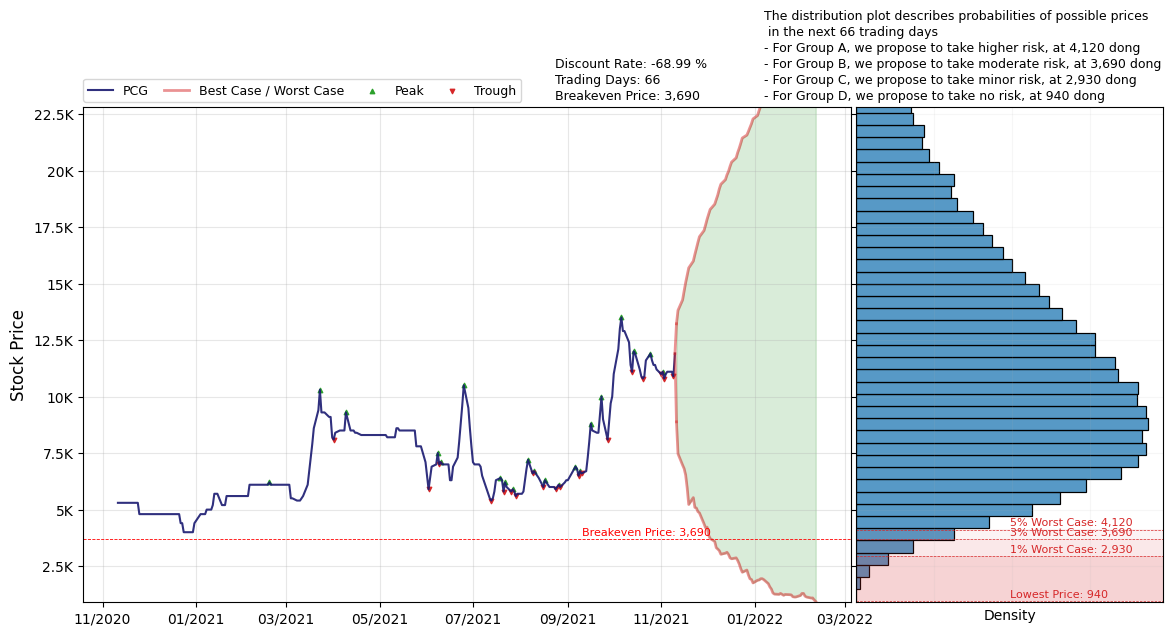 The distribution plot describes probabilities of possible prices
in the next 66 trading days
- For Group A, we propose to take higher risk, at 4,120 dong
- For Group B, we propose to take moderate risk, at 3,690 dong
- For Group C, we propose to take minor risk, at 2,930 dong
- For Group D, we propose to take no risk, at 940 dong
Discount Rate: -68.99 %
Trading Days: 66
Breakeven Price: 3,690
PCG
Best Case / Worst Case
Peak
Trough
Stock Price
22.5K
20K
17.5K
15K
12.5K
10K
7.5K
5K
2.5K
Breakeven Price: 3,690
5% Worst Case: 4,120
3% Worst Case: 3,690
1% Worst Case: 2,930
Lowest Price: 940
11/2020
01/2021
03/2021
05/2021
07/2021
09/2021
11/2021
01/2022
03/2022
Density